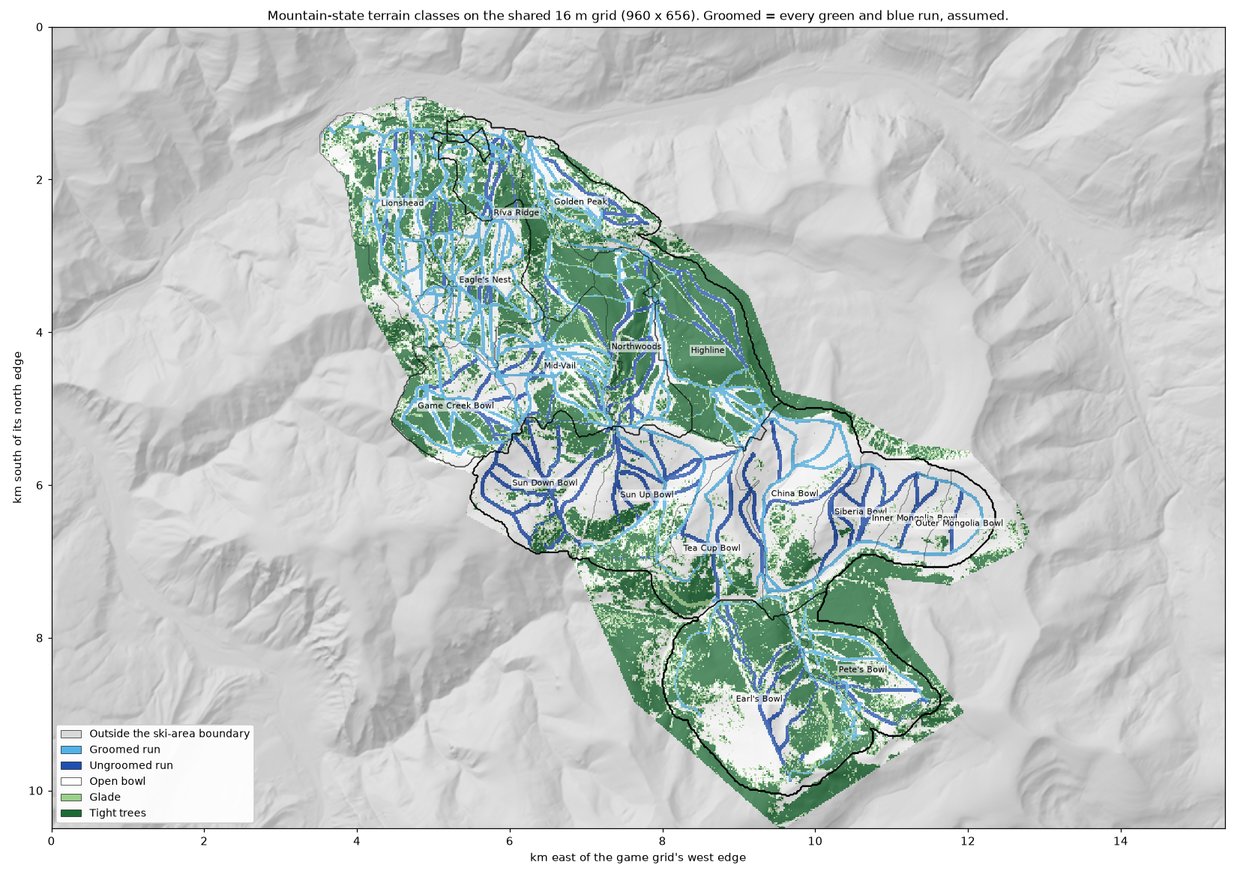 Mountain-state terrain classes on the shared 16 m grid (960 x 656). Groomed = every green and blue run, assumed.
0
2
4
6
8
10
km south of its north edge
Lionshead
Riva Ridge
Golden Peak
Eagle's Nest
Northwoods
Highline
Mid-Vail
Game Creek Bowl
Sun Down Bowl
Sun Up Bowl
China Bowl
Siberia Bowl
Inner Mongolia Bowl
Outer Mongolia Bowl
Tea Cup Bowl
Pete's Bowl
Earl's Bowl
Outside the ski-area boundary
Groomed run
Ungroomed run
Open bowl
Glade
Tight trees
0
2
4
6
8
10
12
14
km east of the game grid's west edge